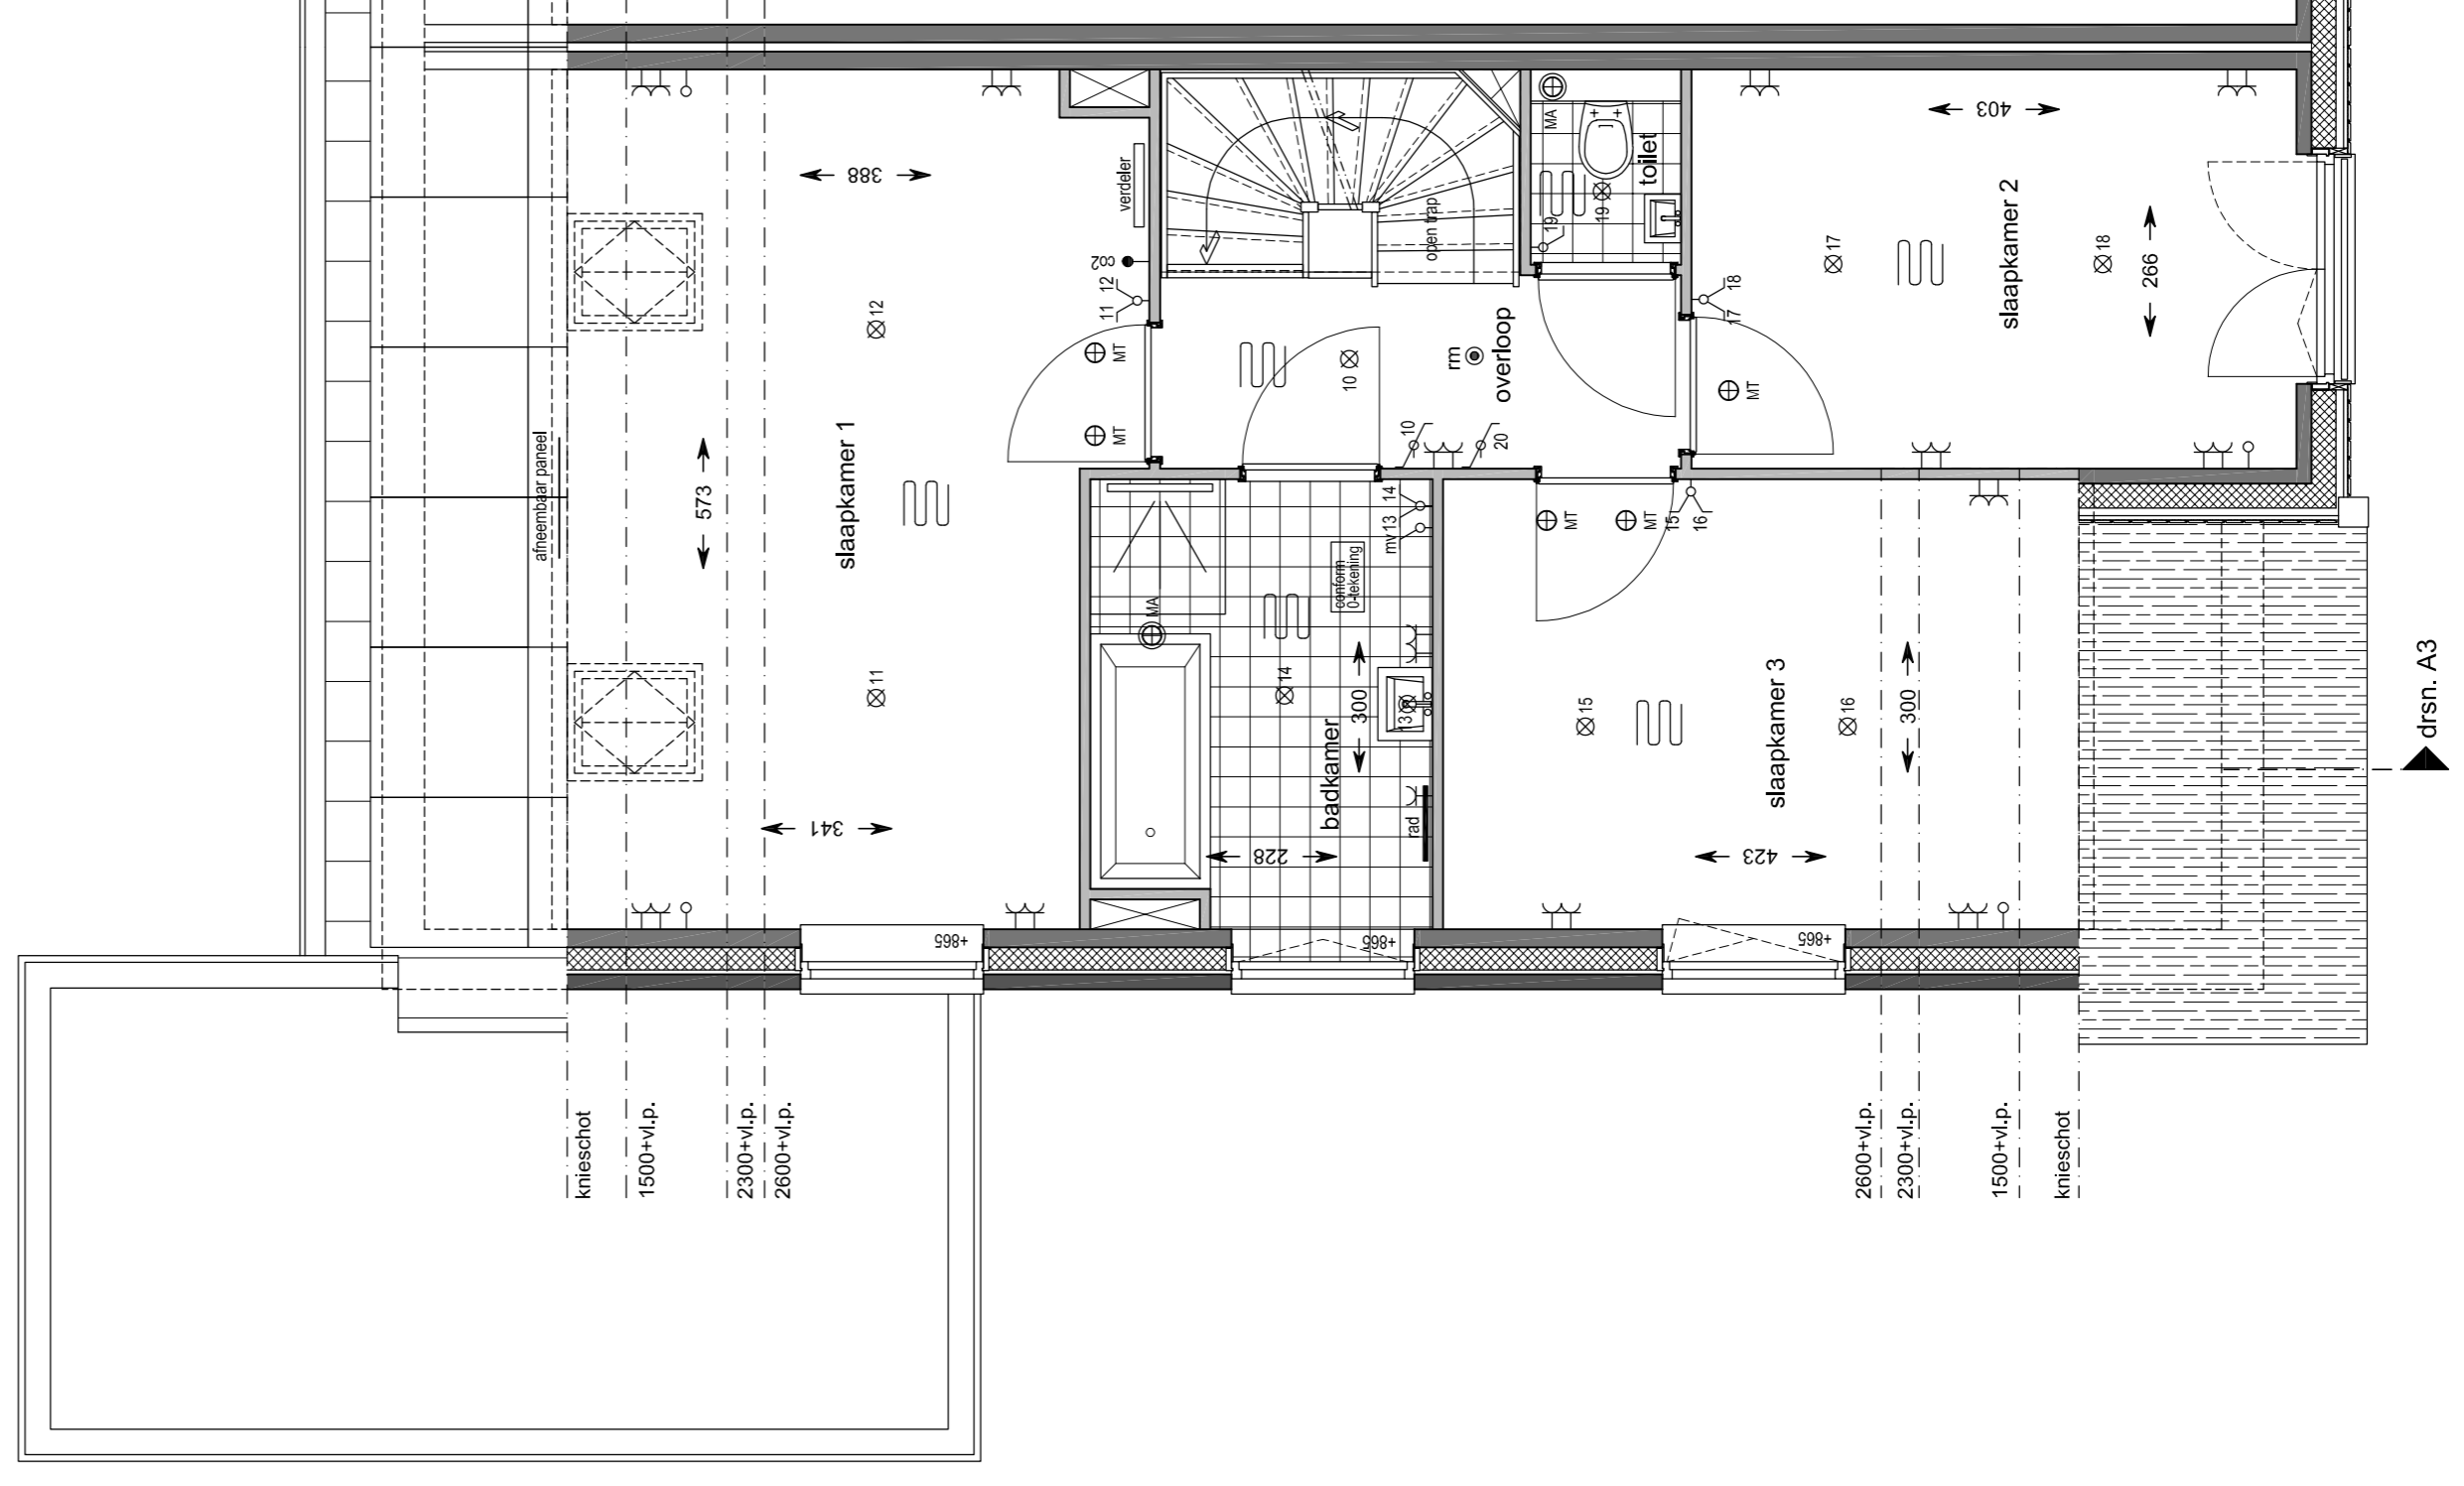 afneembaar paneel
573
388
341
slaapkamer 1
12
11
verdeler
co2
11 12
MT
MT
+865
open trap
10
rm
overloop
10
20
MA
19
19
toilet
MA
14
mv 13
14
conform
0-tekening
13
300
badkamer
rad
228
+865
MT
MT
15
16
15
16
slaapkamer 3
300
423
+865
403
17
18
18
17
MT
slaapkamer 2
266
knieschot
1500+vl.p.
2300+vl.p.
2600+vl.p.
2600+vl.p.
2300+vl.p.
1500+vl.p.
knieschot
drsn. A3